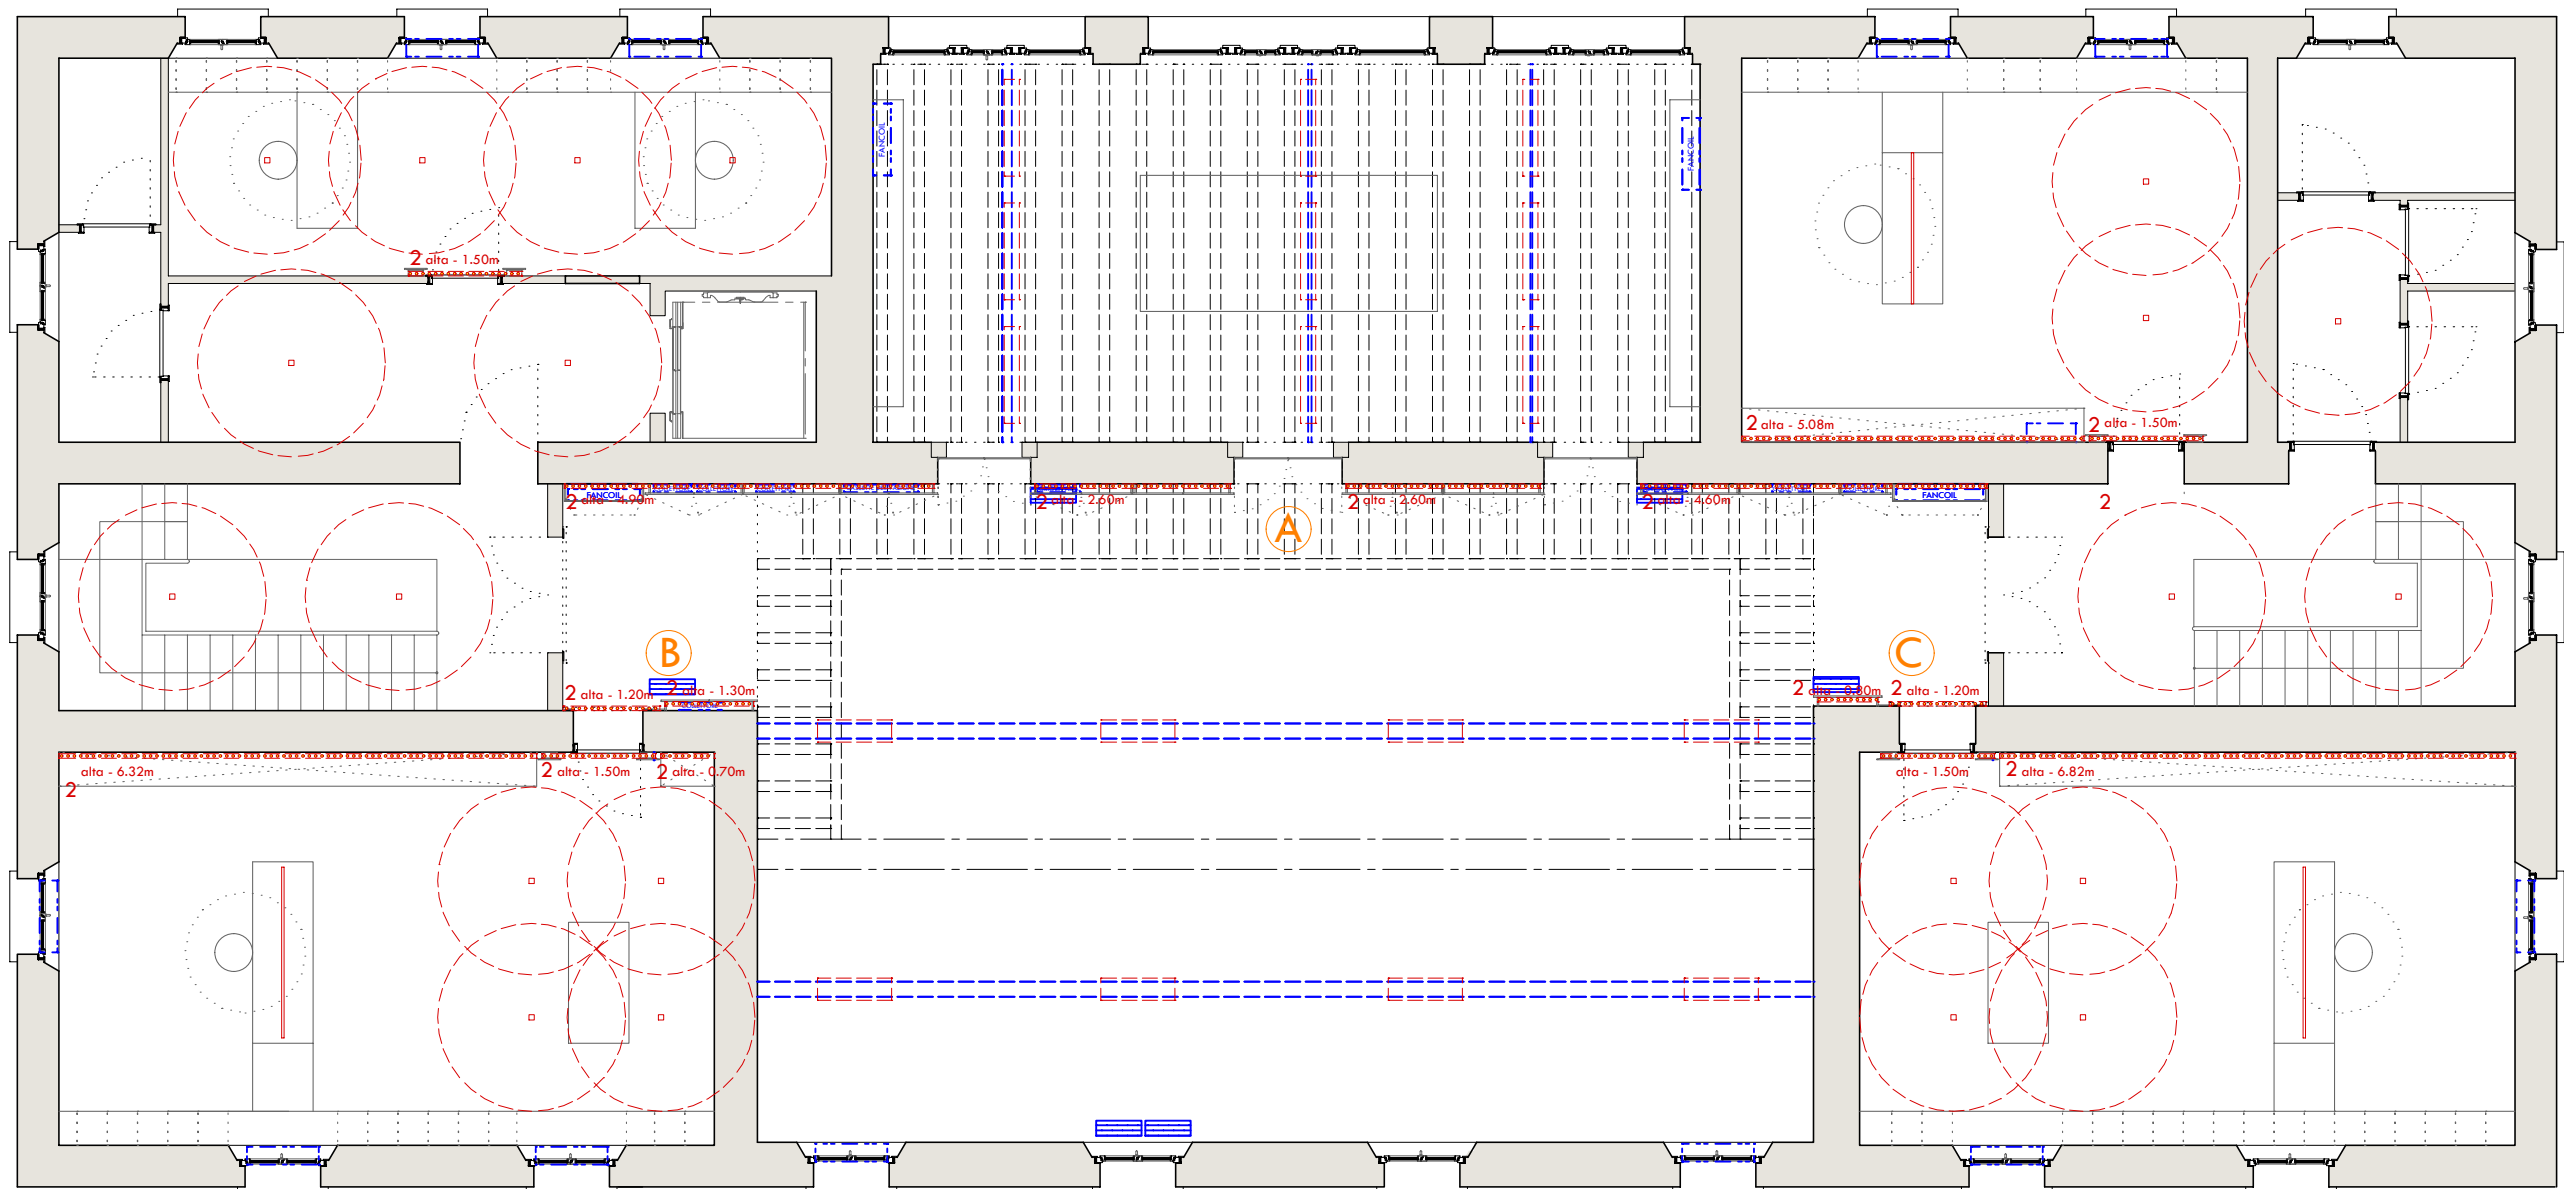 FANCOIL
FANCOIL
2 alta - 1.50m
2 alta - 5.08m
2 alta - 1.50m
FANCOIL
2 alta - 4.90m
2 alta - 2.60m
2 alta - 2.60m
2 alta - 4.60m
FANCOIL
2
A
B
C
2 alta - 1.20m
2 alta - 1.30m
2 alta - 0.80m
2 alta - 1.20m
alta - 6.32m
2
2 alta - 1.50m
2 alta - 0.70m
alta - 1.50m
2 alta - 6.82m